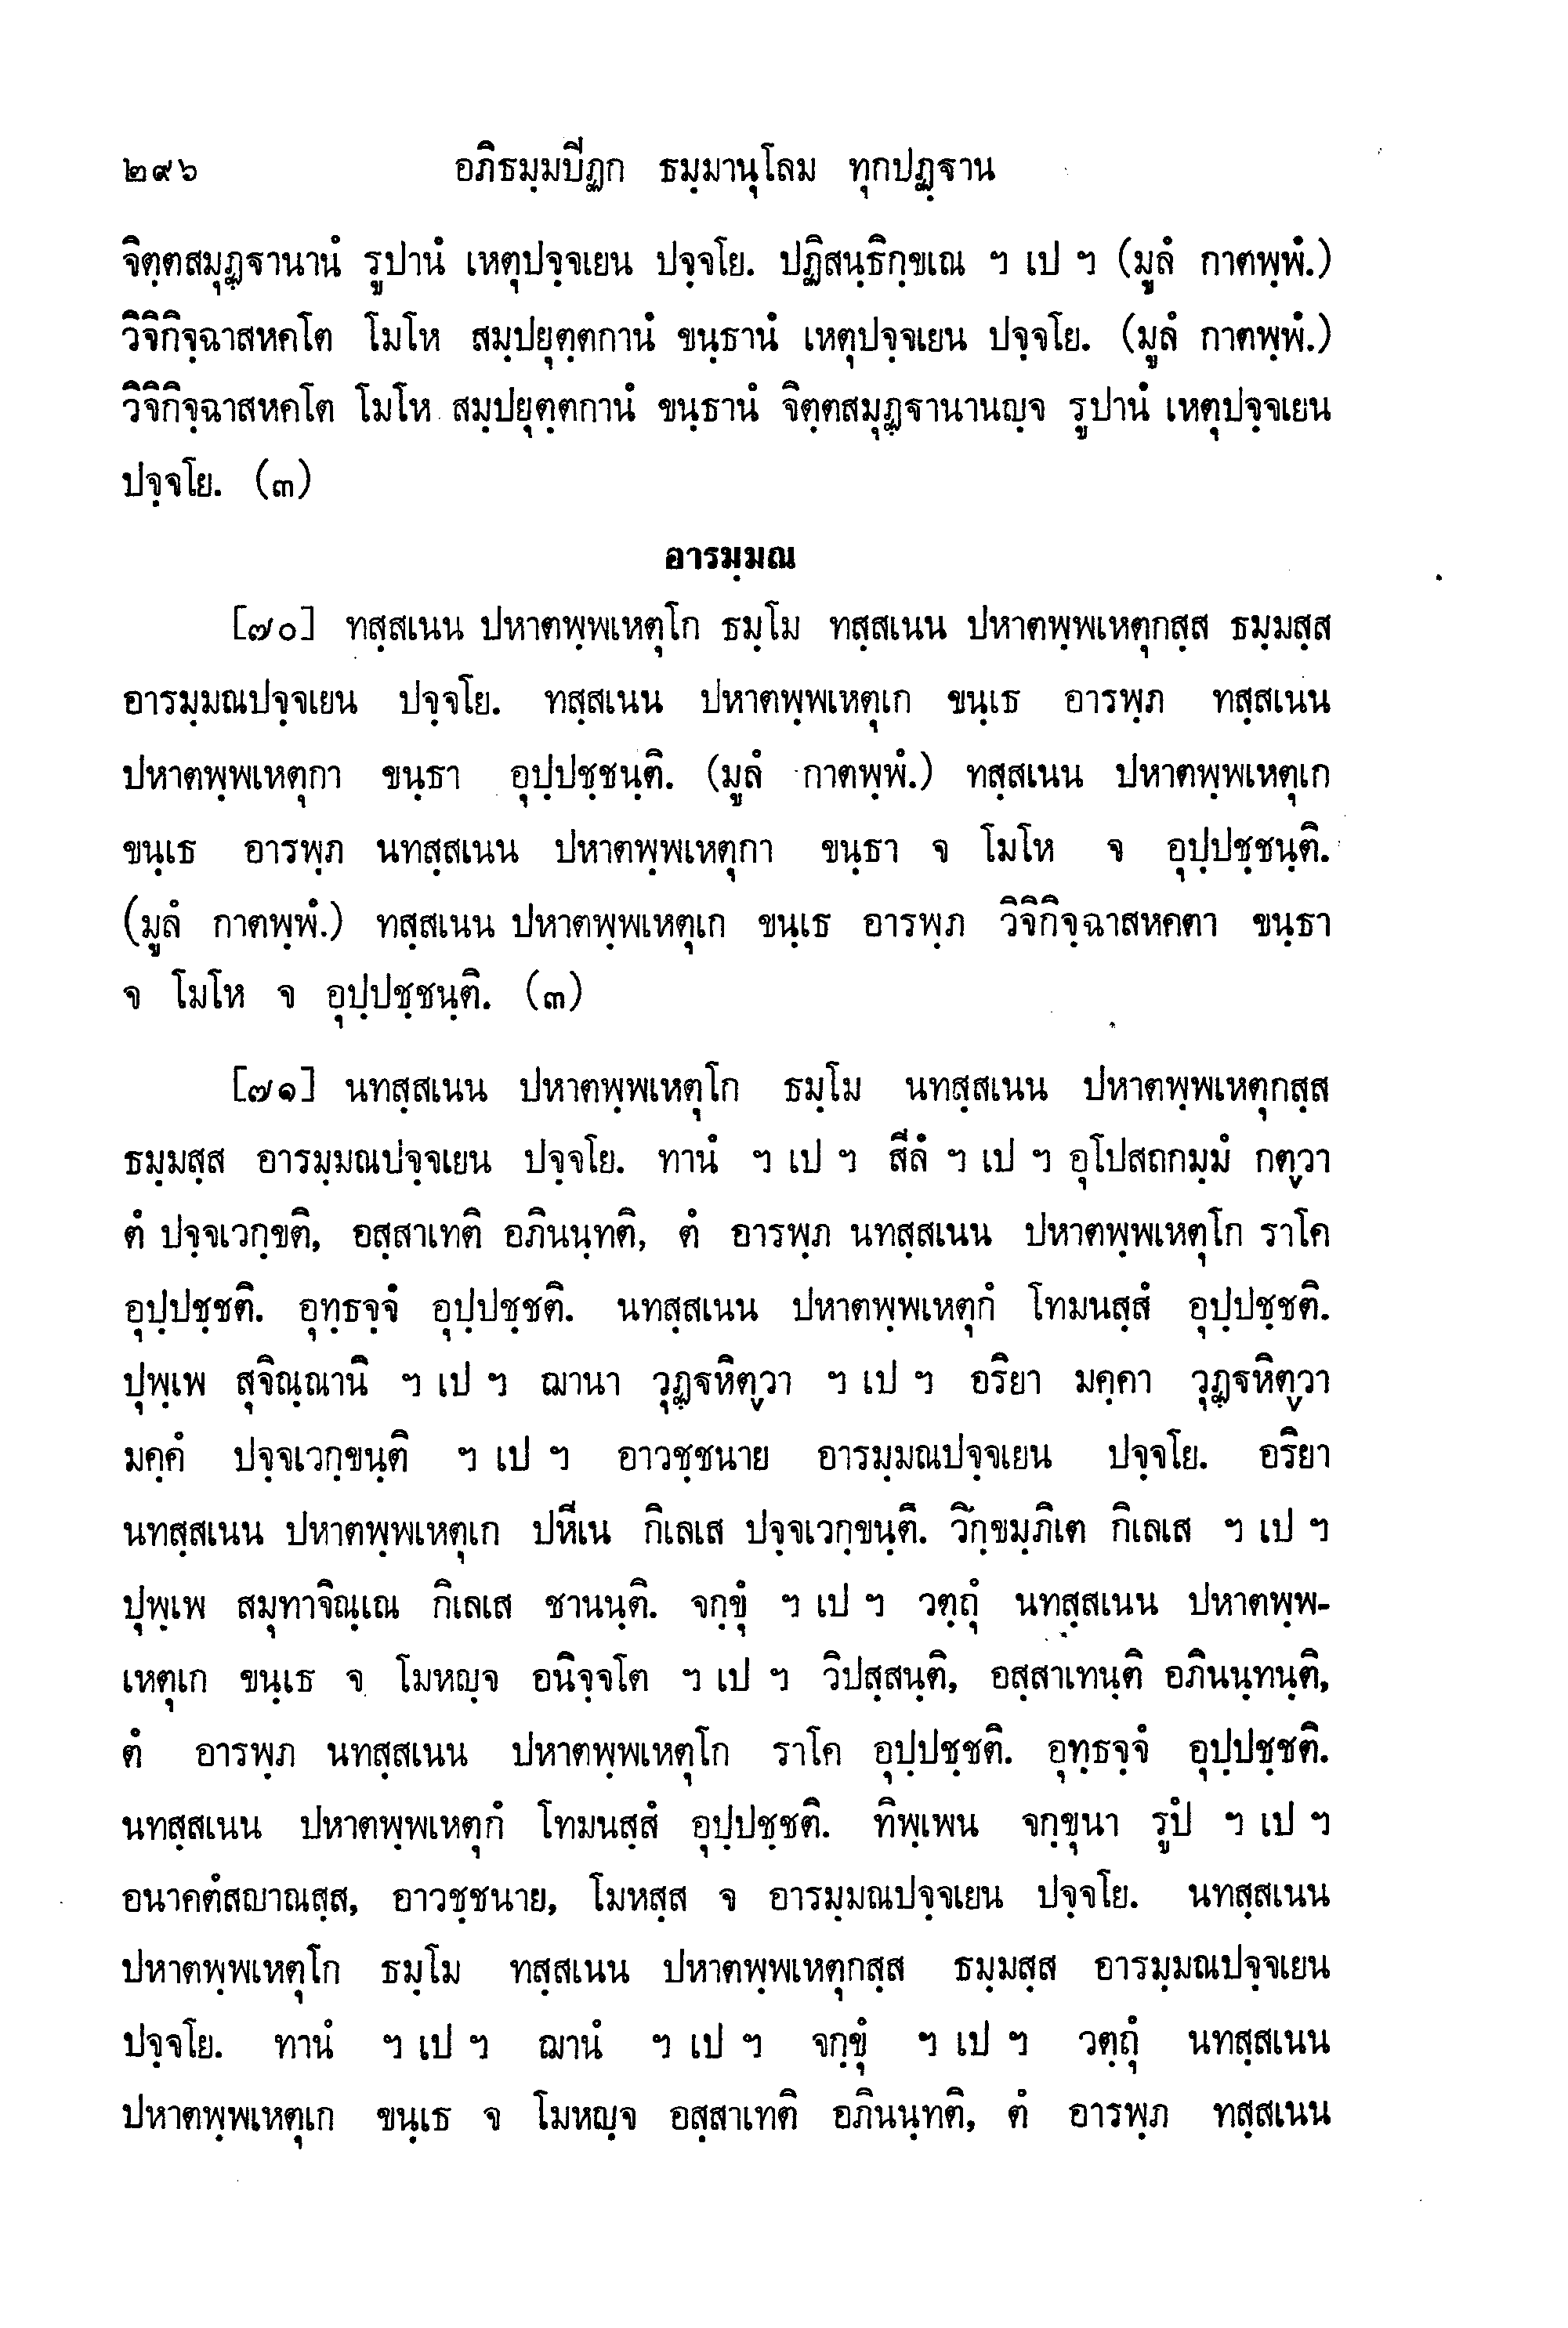 ๒๙๖ อภิธมฺมปีฏก ธมฺมานุโลม ทุกปฏฺฐาน
จิตฺตสมุฏฺฐานานํ รูปานํ เหตุปจฺจเยน ปจฺจโย. ปฏิสนฺธิกฺขเณ ฯ เป ฯ (มูลํ กาตพฺพํ.)
วิจิกิจฺฉาสหคโต โมโห สมฺปยุตฺตกานํ ขนฺธานํ เหตุปจฺจเยน ปจฺจโย. (มูลํ กาตพฺพํ.)
วิจิกิจฺฉาสหคโต โมโห สมฺปยุตฺตกานํ ขนฺธานํ จิตฺตสมุฏฺฐานานญฺจ รูปานํ เหตุปจฺจเยน
ปจฺจโย. (๓)
อารมฺมณ
[๗๐] ทสฺสเนน ปหาตพฺพเหตุโก ธมฺโม ทสฺสเนน ปหาตพฺพเหตุกสฺส ธมฺมสฺส
อารมฺมณปจฺจเยน ปจฺจโย. ทสฺสเนน ปหาตพฺพเหตุเก ขนฺเธ อารพฺภ ทสฺสเนน
ปหาตพฺพเหตุกา ขนฺธา อุปฺปชฺชนฺติ. (มูลํ กาตพฺพํ.) ทสฺสเนน ปหาตพฺพเหตุเก
ขนฺเธ อารพฺภ นทสฺสเนน ปหาตพฺพเหตุกา ขนฺธา จ โมโห จ อุปฺปชฺชนฺติ.
(มูลํ กาตพฺพํ.) ทสฺสเนน ปหาตพฺพเหตุเก ขนฺเธ อารพฺภ วิจิกิจฺฉาสหคตา ขนฺธา
จ โมโห จ อุปฺปชฺชนฺติ. (๓)
[๗๑] นทสฺสเนน ปหาตพฺพเหตุโก ธมฺโม นทสฺสเนน ปหาตพฺพเหตุกสฺส
ธมฺมสฺส อารมฺมณปจฺจเยน ปจฺจโย. ทานํ ฯ เป ฯ สีลํ ฯ เป ฯ อุโปสถกมฺมํ กตฺวา
ตํ ปจฺจเวกฺขติ, อสฺสาเทติ อภินนฺทติ, ตํ อารพฺภ นทสฺสเนน ปหาตพฺพเหตุโก ราโค
อุปฺปชฺชติ. อุทฺธจฺจํ อุปฺปชฺชติ. นทสฺสเนน ปหาตพฺพเหตุกํ โทมนสฺสํ อุปฺปชฺชติ.
ปุพฺเพ สุจิณฺณานิ ฯ เป ฯ ฌานา วุฏฺฐหิตฺวา ฯ เป ฯ อริยา มคฺคา วุฏฺฐหิตฺวา
มคฺคํ ปจฺจเวกฺขนฺติ ฯ เป ฯ อาวชฺชนาย อารมฺมณปจฺจเยน ปจฺจโย. อริยา
นทสฺสเนน ปหาตพฺพเหตุเก ปหีเน กิเลเส ปจฺจเวกฺขนฺติ. วิกฺขมฺภิเต กิเลเส ฯ เป ฯ
ปุพฺเพ สมุทาจิณฺเณ กิเลเส ชานนฺติ. จกฺขุํ ฯ เป ฯ วตฺถุํ นทสฺสเนน ปหาตพฺพ-
เหตุเก ขนฺเธ จ โมหญฺจ อนิจฺจโต ฯ เป ฯ วิปสฺสนฺติ, อสฺสาเทนฺติ อภินนฺทนฺติ,
ตํ อารพฺภ นทสฺสเนน ปหาตพฺพเหตุโก ราโค อุปฺปชฺชติ. อุทฺธจฺจํ อุปฺปชฺชติ.
นทสฺสเนน ปหาตพฺพเหตุกํ โทมนสฺสํ อุปฺปชฺชติ. ทิพฺเพน จกฺขุนา รูปํ ฯ เป ฯ
อนาคตํสญาณสฺส, อาวชฺชนาย, โมหสฺส จ อารมฺมณปจฺจเยน ปจฺจโย. นทสฺสเนน
ปหาตพฺพเหตุโก ธมฺโม ทสฺสเนน ปหาตพฺพเหตุกสฺส ธมฺมสฺส อารมฺมณปจฺจเยน
ปจฺจโย. ทานํ ฯ เป ฯ ฌานํ ฯ เป ฯ จกฺขุํ ฯ เป ฯ วตฺถุํ นทสฺสเนน
ปหาตพฺพเหตุเก ขนฺเธ จ โมหญฺจ อสฺสาเทติ อภินนฺทติ, ตํ อารพฺภ ทสฺสเนน